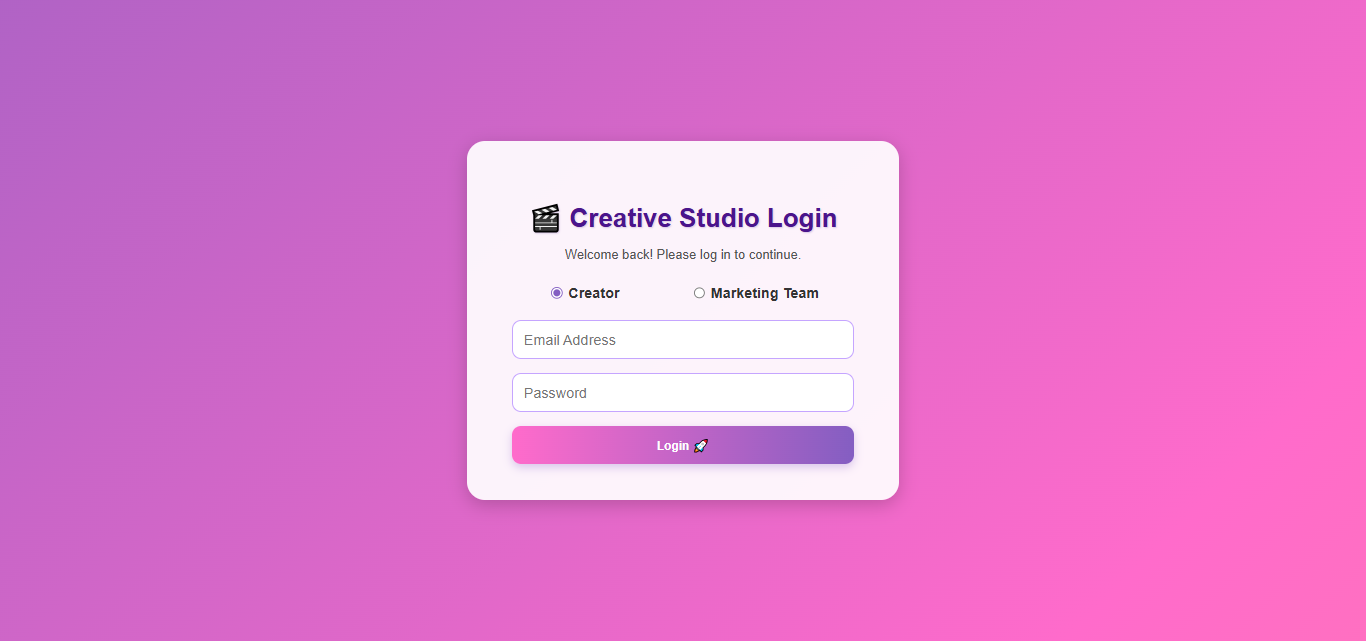 🎬 Creative Studio Login
Welcome back! Please log in to continue.
Creator Marketing Team
Email Address
Password
Login 🚀